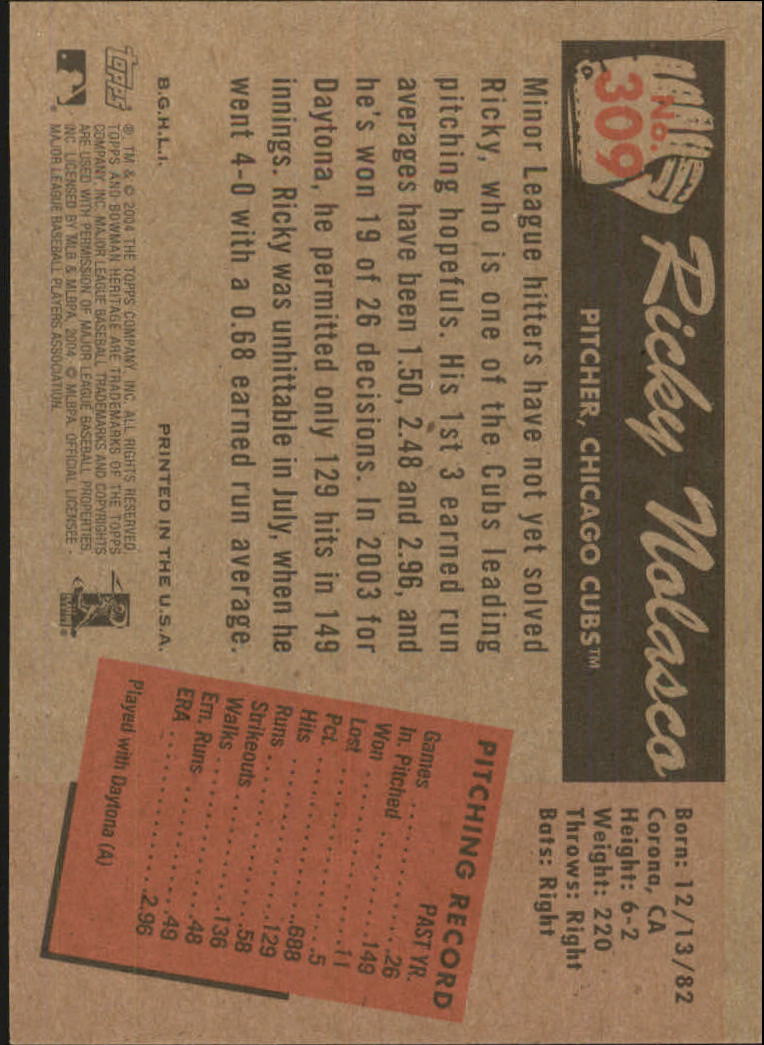 No. 309
Ricky Nolasco
PITCHER, CHICAGO CUBS™
Born: 12/13/82
Corona, CA
Height: 6-2
Weight: 220
Throws: Right
Bats: Right
Minor League hitters have not yet solved
Ricky, who is one of the Cubs leading
pitching hopefuls. His 1st 3 earned run
averages have been 1.50, 2.48 and 2.96, and
he's won 19 of 26 decisions. In 2003 for
Daytona, he permitted only 129 hits in 149
innings. Ricky was unhittable in July, when he
went 4-0 with a 0.68 earned run average.
PITCHING RECORD
PAST YR.
Games . . . . . . . . . . . .26
In. Pitched . . . . . . . . .149
Won . . . . . . . . . . . . .11
Lost . . . . . . . . . . . . .5
Pct. . . . . . . . . . . . .688
Hits . . . . . . . . . . . .129
Runs . . . . . . . . . . . .58
Strikeouts . . . . . . . . .136
Walks . . . . . . . . . . . .48
Ern. Runs . . . . . . . . . .49
ERA . . . . . . . . . . . .2.96
Played with Daytona (A)
B.G.H.L.I.
PRINTED IN THE U.S.A.
Topps
®, TM & © 2004 THE TOPPS COMPANY, INC. ALL RIGHTS RESERVED.
TOPPS AND BOWMAN HERITAGE ARE TRADEMARKS OF THE TOPPS
COMPANY, INC. MAJOR LEAGUE BASEBALL TRADEMARKS AND COPYRIGHTS
ARE USED WITH PERMISSION OF MAJOR LEAGUE BASEBALL PROPERTIES,
INC. LICENSED BY MLB & MLBPA, 2004. © MLBPA. OFFICIAL LICENSEE -
MAJOR LEAGUE BASEBALL PLAYERS ASSOCIATION.